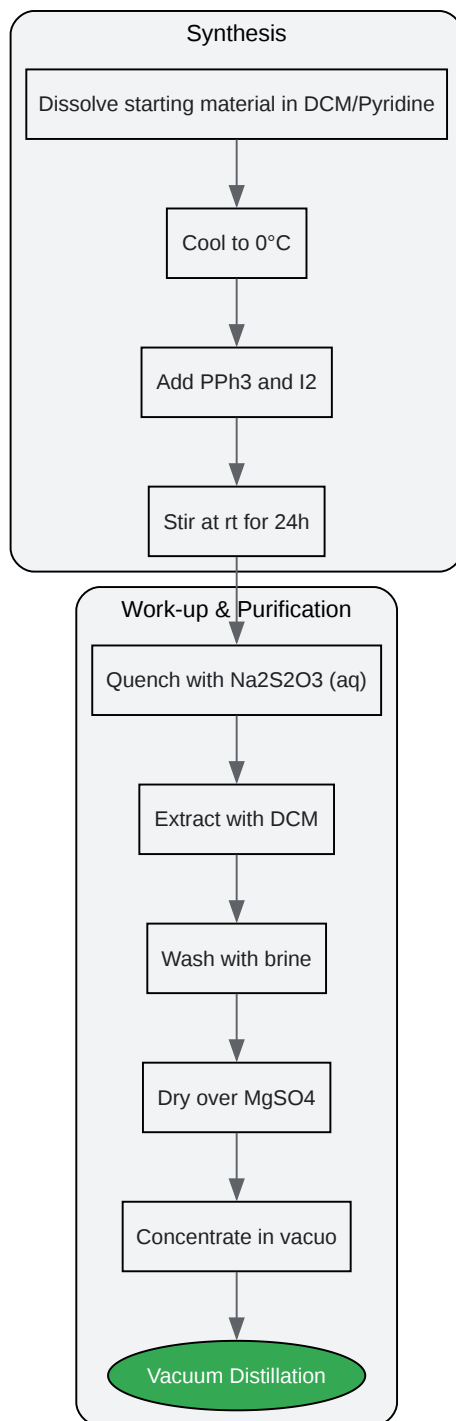 Synthesis
Dissolve starting material in DCM/Pyridine
Cool to 0°C
Add PPh3 and I2
Stir at rt for 24h
Work-up & Purification
Quench with Na2S2O3 (aq)
Extract with DCM
Wash with brine
Dry over MgSO4
Concentrate in vacuo
Vacuum Distillation